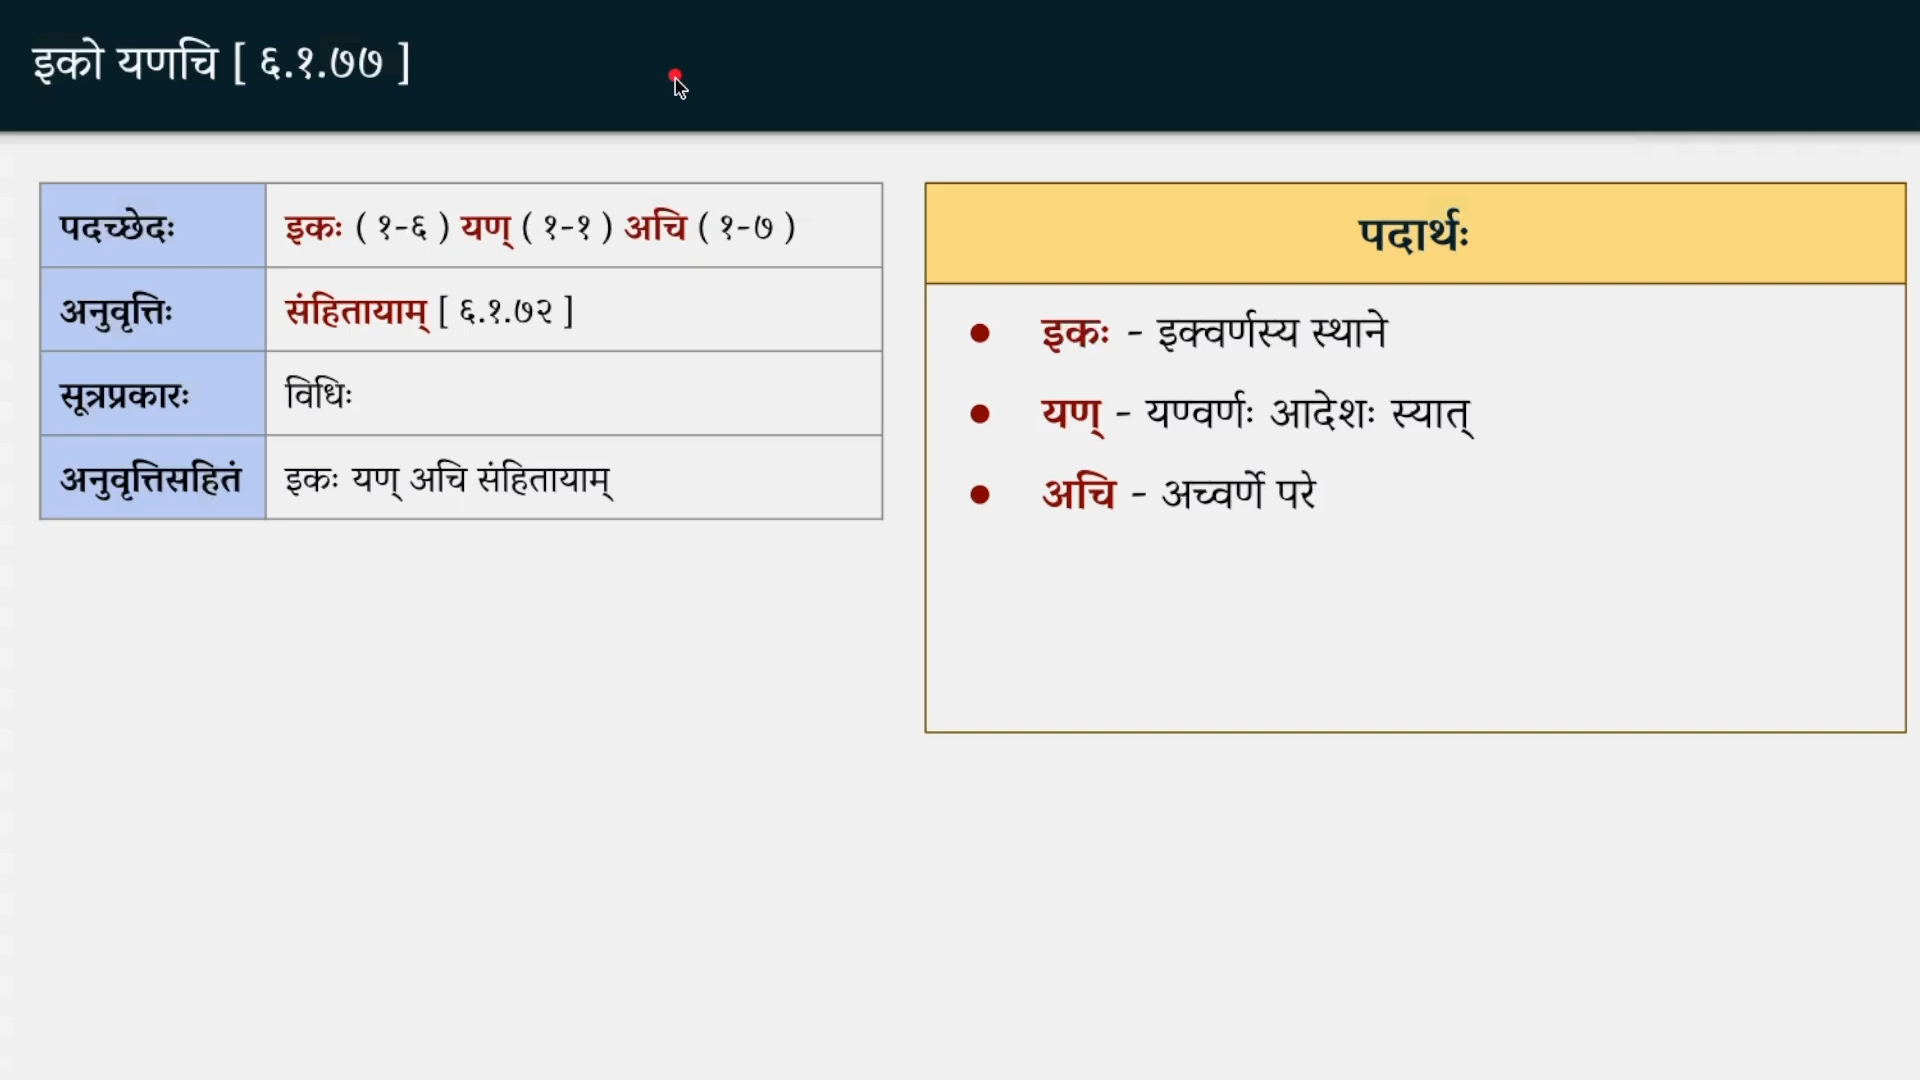 इको यणचि [ ६.१.७७ ]
पदच्छेदः इकः ( १-६ ) यण् ( १-१ ) अचि ( १-७ )
अनुवृत्तिः संहितायाम् [ ६.१.७२ ]
सूत्रप्रकारः विधिः
अनुवृत्तिसहितं इकः यण् अचि संहितायाम्
पदार्थः
● इकः - इक्वर्णस्य स्थाने
● यण् - यण्वर्णः आदेशः स्यात्
● अचि - अच्वर्णे परे